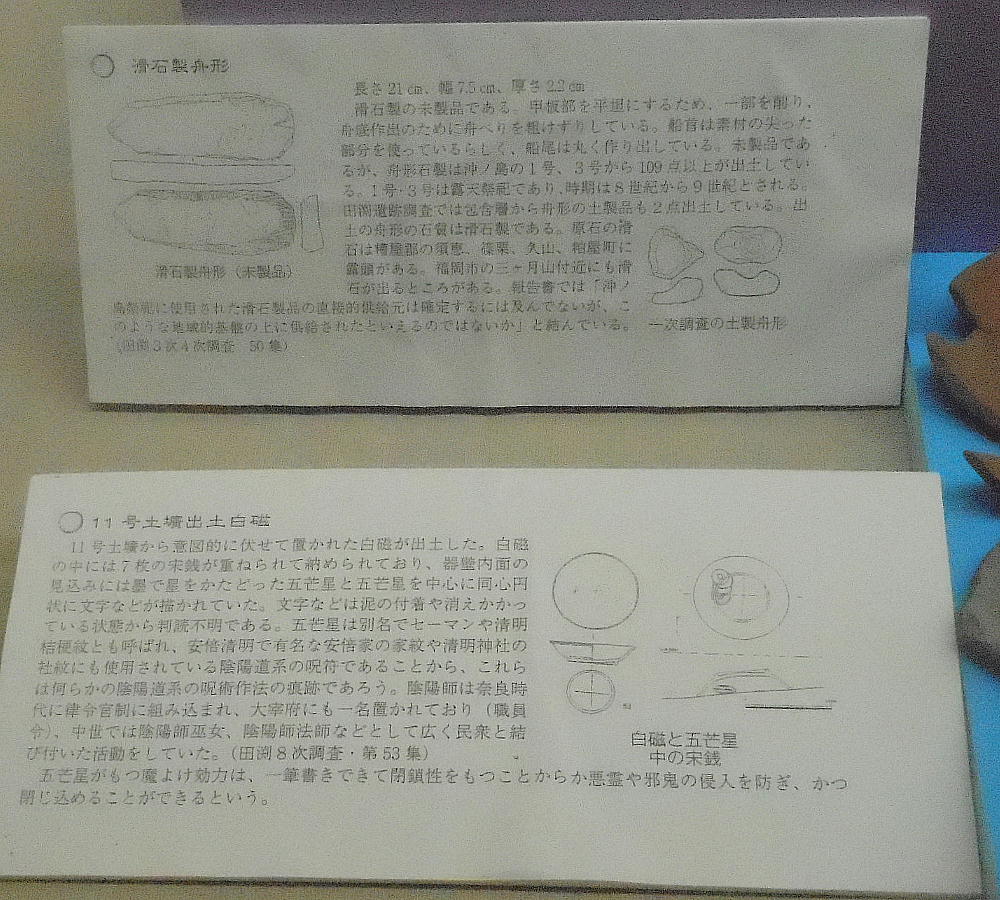 ○ 滑石製舟形
長さ21cm、幅7.5cm、厚さ2.2cm
滑石製の未製品である。甲板部を平坦にするため、一部を削り、
舟底作出のために舟べりを粗けずりしている。船首は素材の尖った
部分を使っているらしく、船尾は丸く作り出している。未製品であ
るが、舟形石製は沖ノ島の1号、3号から109点以上が出土してい
る。1号・3号は露天祭祀であり、時期は8世紀から9世紀とされる。
田渕遺跡調査では包含層から舟形の土製品も2点出土している。出
土の舟形の石質は滑石製である。原石の滑
石は糟屋郡の須恵、篠栗、久山、粕屋町に
露頭がある。福岡市の三ヶ月山付近にも滑
石が出るところがある。報告書では「沖ノ
島祭祀に使用された滑石製品の直接的供給元は確定するには及んでないが、こ
のような地域的基盤の上に供給されたといえるのではないか」と結んでいる。
(田渕3次4次調査 50集)
滑石製舟形(未製品)
一次調査の土製舟形
○ 11号土壙出土白磁
11号土壙から意図的に伏せて置かれた白磁が出土した。白磁
の中には7枚の宋銭が重ねられて納められており、器壁内面の
見込みには墨で星をかたどった五芒星と五芒星を中心に同心円
状に文字などが描かれていた。文字などは泥の付着や消えかかっ
ている状態から判読不明である。五芒星は別名でセーマンや清明
桔梗紋とも呼ばれ、安倍清明で有名な安倍家の家紋や清明神社の
社紋にも使用されている陰陽道系の呪符であることから、これら
は何らかの陰陽道系の呪術作法の痕跡であろう。陰陽師は奈良時
代に律令官制に組み込まれ、大宰府にも一名置かれており(職員
令)、中世では陰陽師巫女、陰陽師法師などとして広く民衆と結
び付いた活動をしていた。(田渕8次調査・第53集)
五芒星がもつ魔よけ効力は、一筆書きできて閉鎖性をもつことからか悪霊や邪鬼の侵入を防ぎ、かつ
閉じ込めることができるという。
白磁と五芒星
中の宋銭